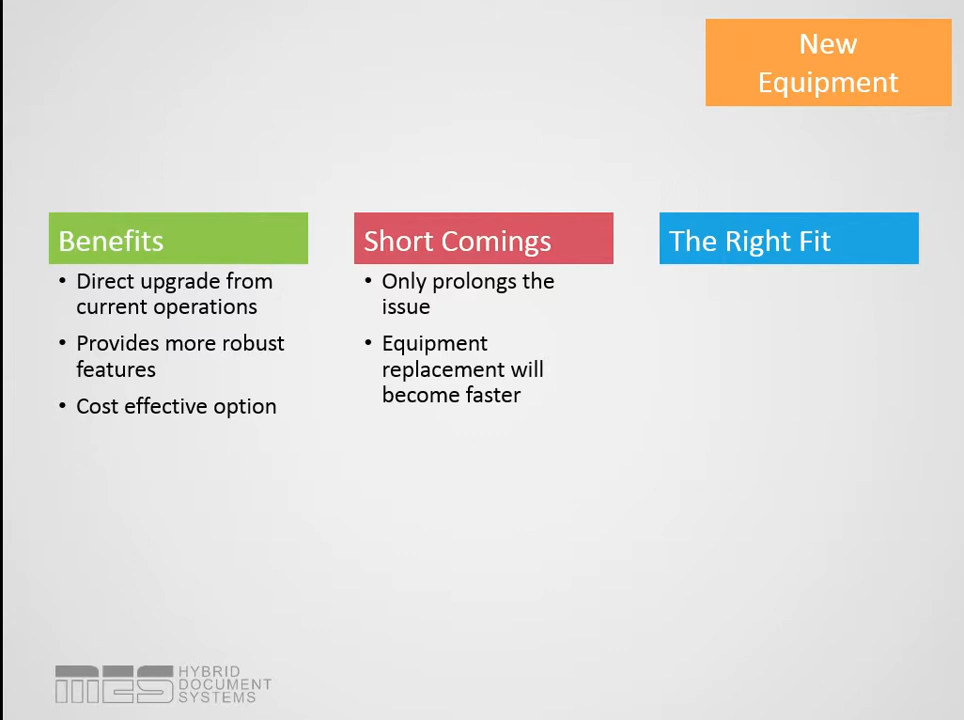 New
Equipment
Benefits
• Direct upgrade from
current operations
• Provides more robust
features
• Cost effective option
Short Comings
• Only prolongs the
issue
• Equipment
replacement will
become faster
The Right Fit
MES HYBRID
DOCUMENT
SYSTEMS